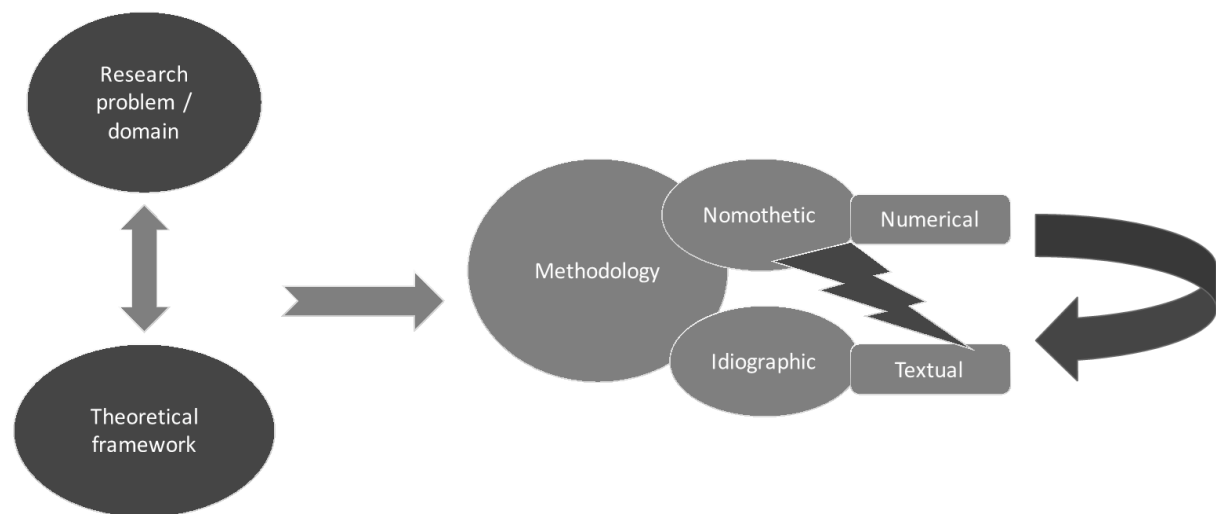 Research
problem /
domain
Theoretical
framework
Methodology
Nomothetic
Numerical
Idiographic
Textual